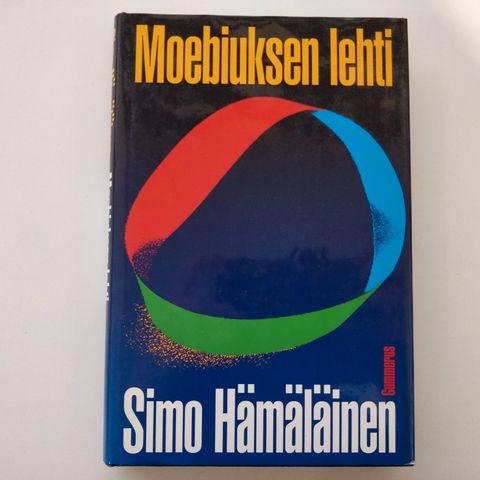 Moebiuksen lehti
Gummerus
Simo Hämäläinen